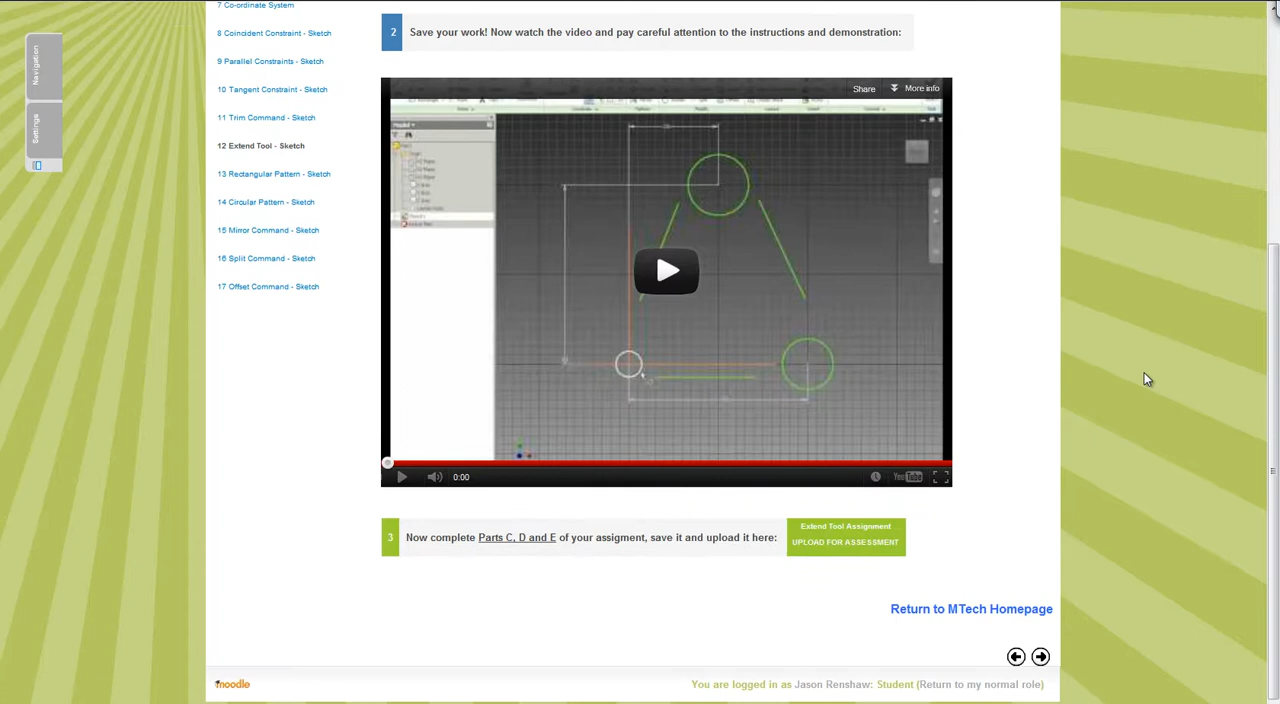 7 Co-ordinate System
8 Coincident Constraint - Sketch
9 Parallel Constraints - Sketch
10 Tangent Constraint - Sketch
11 Trim Command - Sketch
12 Extend Tool - Sketch
13 Rectangular Pattern - Sketch
14 Circular Pattern - Sketch
15 Mirror Command - Sketch
16 Split Command - Sketch
17 Offset Command - Sketch
Navigation
Settings
2 Save your work! Now watch the video and pay careful attention to the instructions and demonstration:
Share More info
0:00 YouTube
3 Now complete Parts C, D and E of your assigment, save it and upload it here:
Extend Tool Assignment
UPLOAD FOR ASSESSMENT
Return to MTech Homepage
moodle
You are logged in as Jason Renshaw: Student (Return to my normal role)